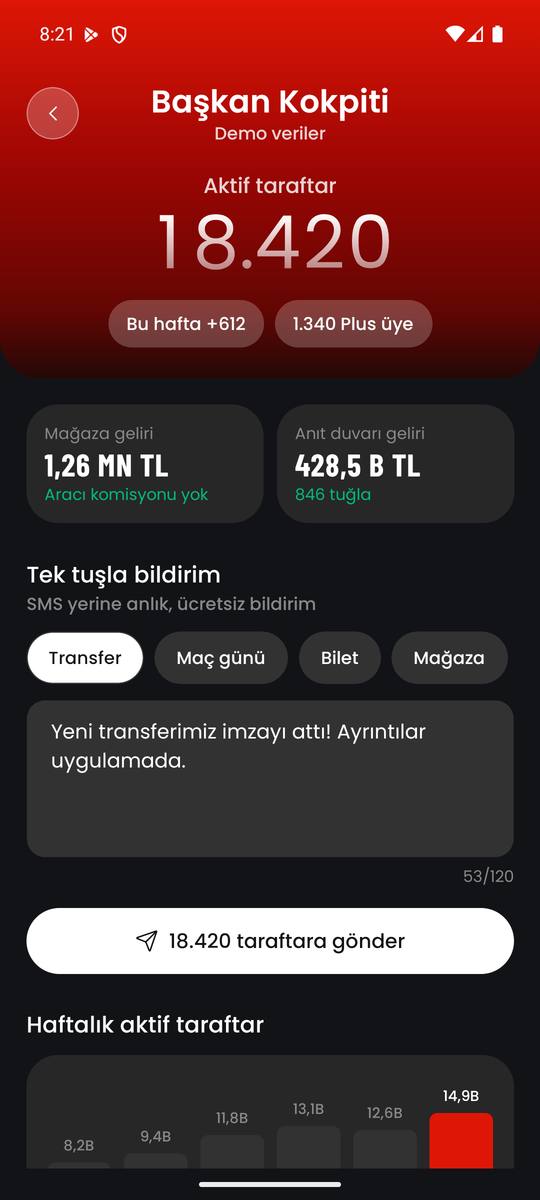 8:21
Başkan Kokpiti
Demo veriler
Aktif taraftar
18.420
Bu hafta +612
1.340 Plus üye
Mağaza geliri
1,26 MN TL
Aracı komisyonu yok
Anıt duvarı geliri
428,5 B TL
846 tuğla
Tek tuşla bildirim
SMS yerine anlık, ücretsiz bildirim
Transfer
Maç günü
Bilet
Mağaza
Yeni transferimiz imzayı attı! Ayrıntılar
uygulamada.
53/120
18.420 taraftara gönder
Haftalık aktif taraftar
8,2B
9,4B
11,8B
13,1B
12,6B
14,9B